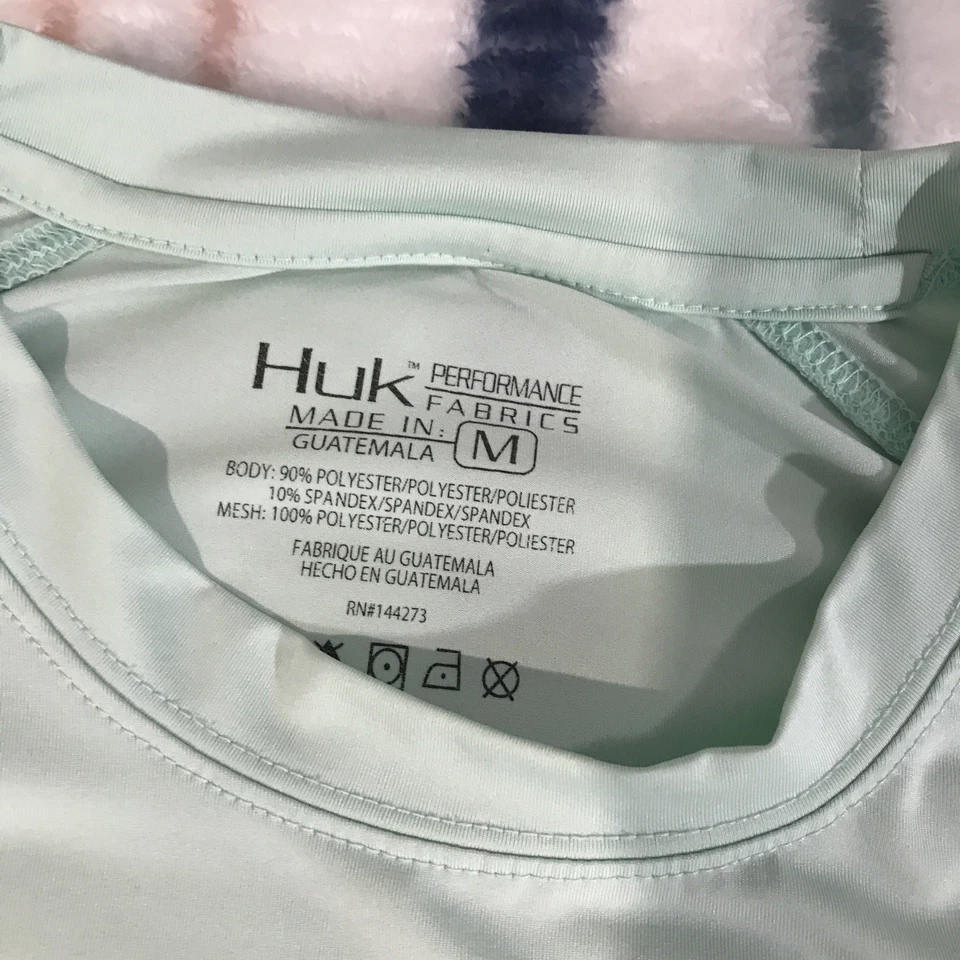 Huk™ PERFORMANCE FABRICS
MADE IN:
GUATEMALA M
BODY: 90% POLYESTER/POLYESTER/POLIESTER
10% SPANDEX/SPANDEX/SPANDEX
MESH: 100% POLYESTER/POLYESTER/POLIESTER
FABRIQUE AU GUATEMALA
HECHO EN GUATEMALA
RN#144273